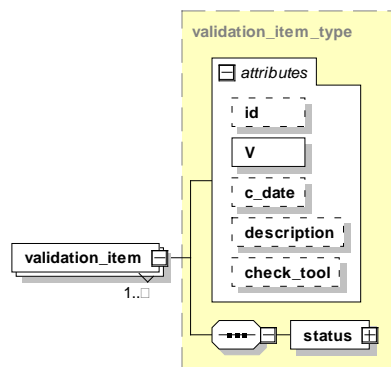 validation_item_type
attributes
id
V
c_date
description
check_tool
validation_item
1..□
status